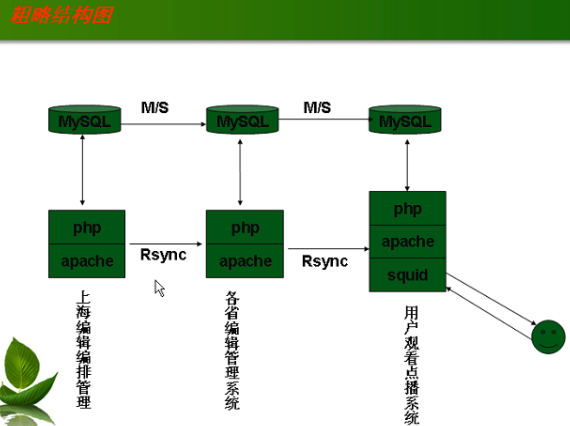 粗略结构图
M/S
M/S
MySQL
MySQL
MySQL
php
apache
Rsync
php
apache
Rsync
php
apache
squid
上海编辑编排管理
各省编辑管理系统
用户观看点播系统